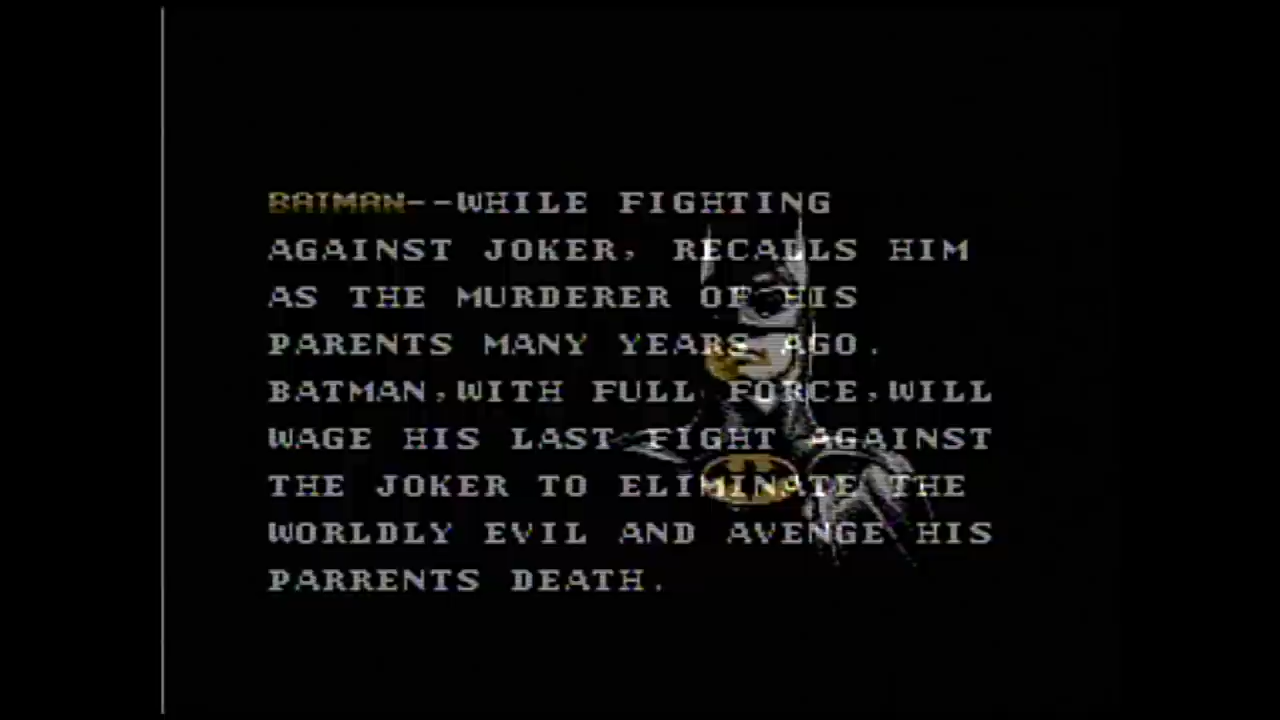 BATMAN--WHILE FIGHTING
AGAINST JOKER, RECALLS HIM
AS THE MURDERER OF HIS
PARENTS MANY YEARS AGO.
BATMAN,WITH FULL FORCE,WILL
WAGE HIS LAST FIGHT AGAINST
THE JOKER TO ELIMINATE THE
WORLDLY EVIL AND AVENGE HIS
PARRENTS DEATH.